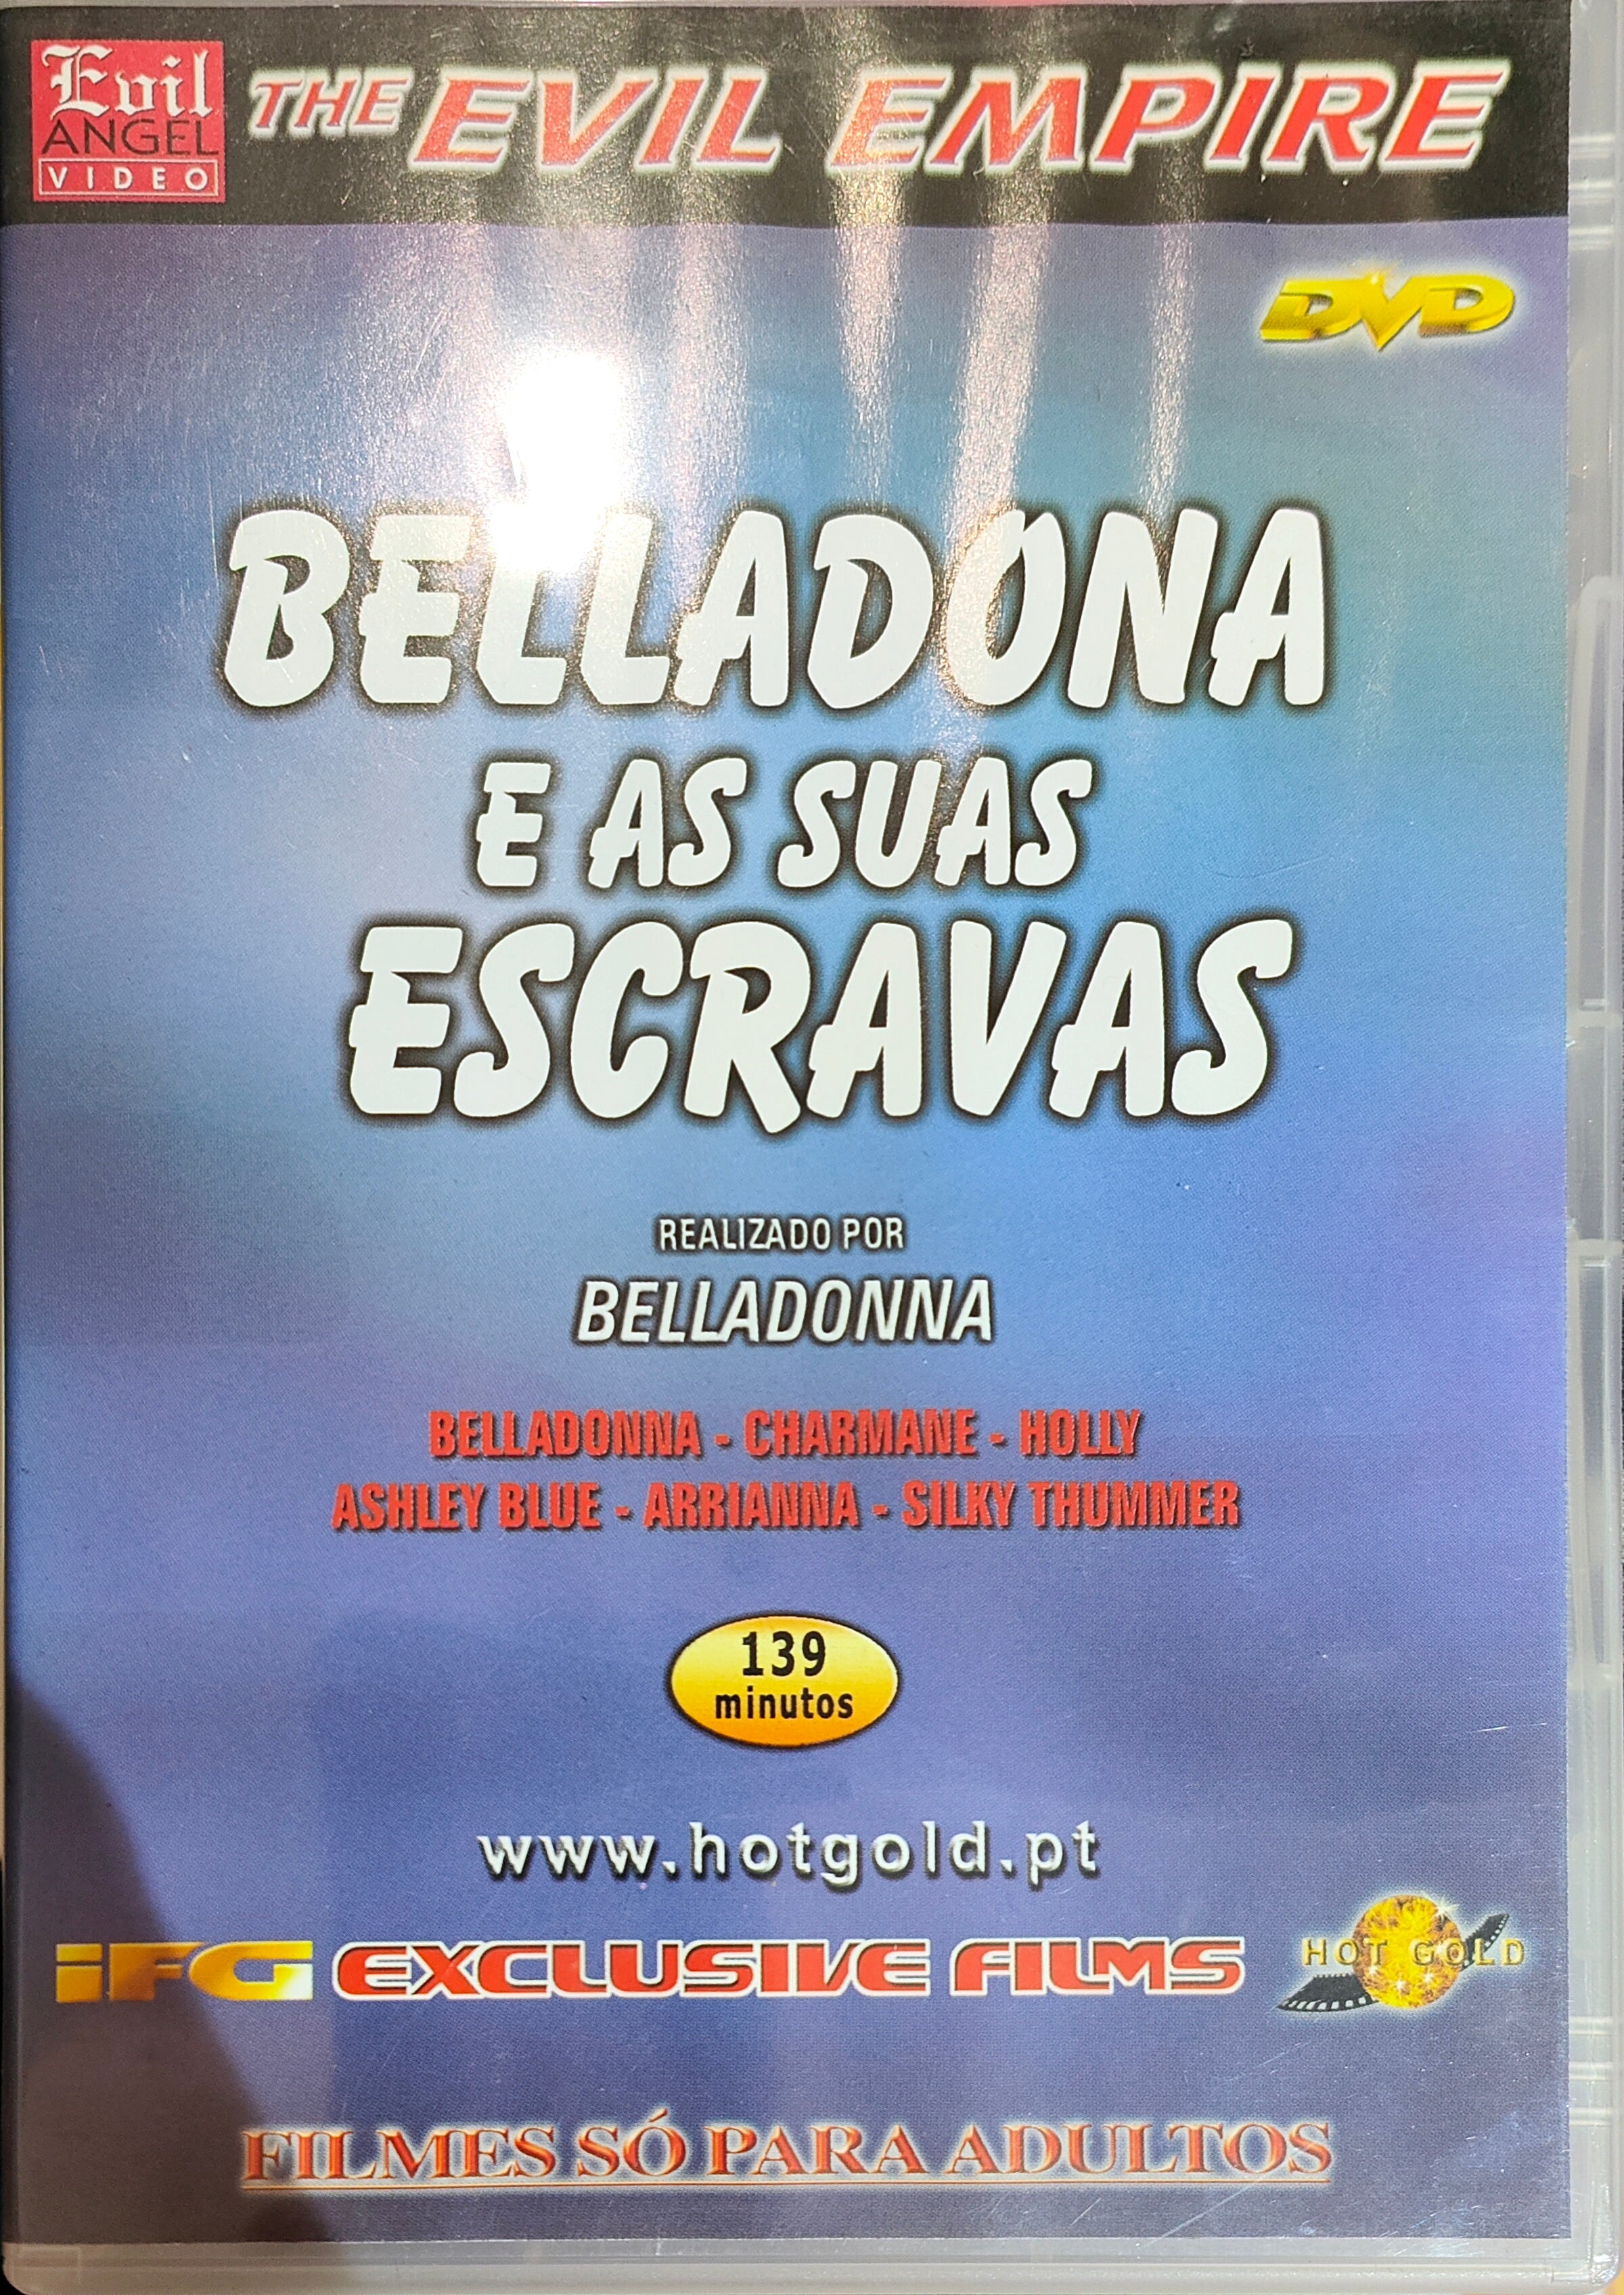 Evil
ANGEL
VIDEO
THE EVIL EMPIRE
DVD
BELLADONA
E AS SUAS
ESCRAVAS
REALIZADO POR
BELLADONNA
BELLADONNA - CHARMANE - HOLLY
ASHLEY BLUE - ARRIANNA - SILKY THUMMER
139
minutos
www.hotgold.pt
iFG EXCLUSIVE FILMS
HOT GOLD
FILMES SÓ PARA ADULTOS